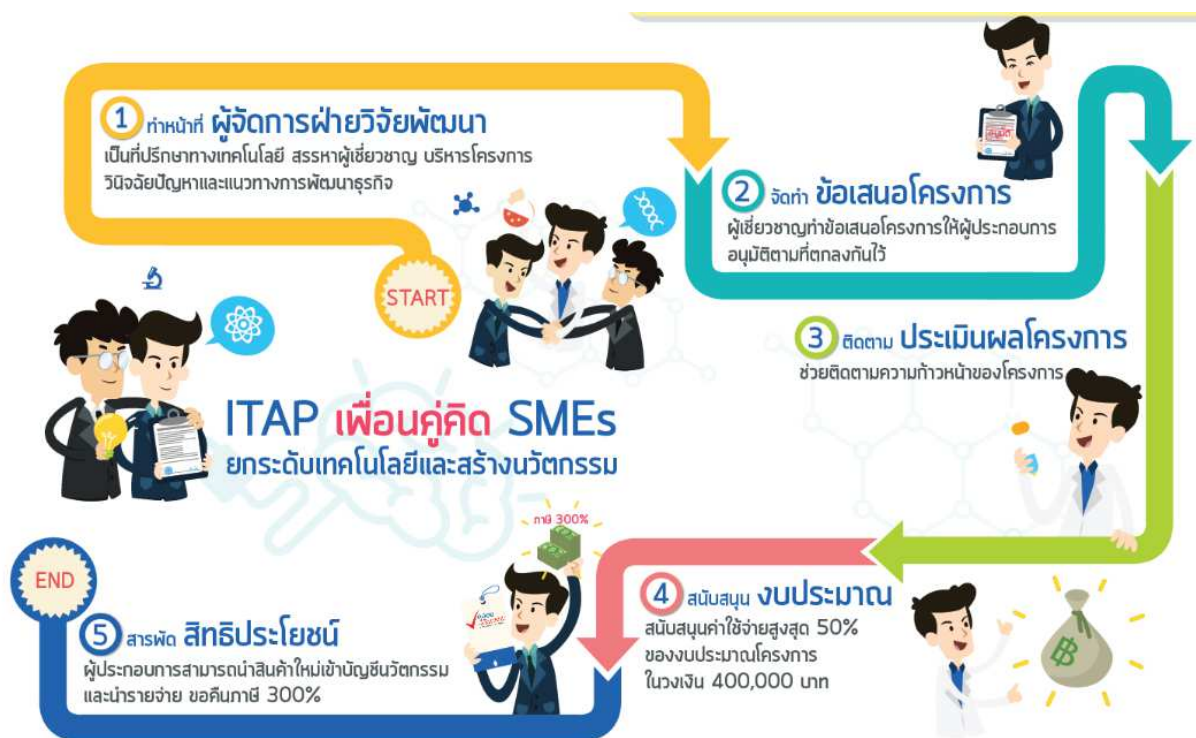 1 ทำหน้าที่ ผู้จัดการฝ่ายวิจัยพัฒนา
เป็นที่ปรึกษาทางเทคโนโลยี สรรหาผู้เชี่ยวชาญ บริหารโครงการ
วินิจฉัยปัญหาและแนวทางการพัฒนาธุรกิจ
START
อนุมัติ
2 จัดทำ ข้อเสนอโครงการ
ผู้เชี่ยวชาญทำข้อเสนอโครงการให้ผู้ประกอบการ
อนุมัติตามที่ตกลงกันไว้
3 ติดตาม ประเมินผลโครงการ
ช่วยติดตามความก้าวหน้าของโครงการ
ITAP เพื่อนคู่คิด SMEs
ยกระดับเทคโนโลยีและสร้างนวัตกรรม
4 สนับสนุน งบประมาณ
สนับสนุนค่าใช้จ่ายสูงสุด 50%
ของงบประมาณโครงการ
ในวงเงิน 400,000 บาท
ภาษี 300%
END
5 สารพัด สิทธิประโยชน์
ผู้ประกอบการสามารถนำสินค้าใหม่เข้าบัญชีนวัตกรรม
และนำรายจ่าย ขอคืนภาษี 300%